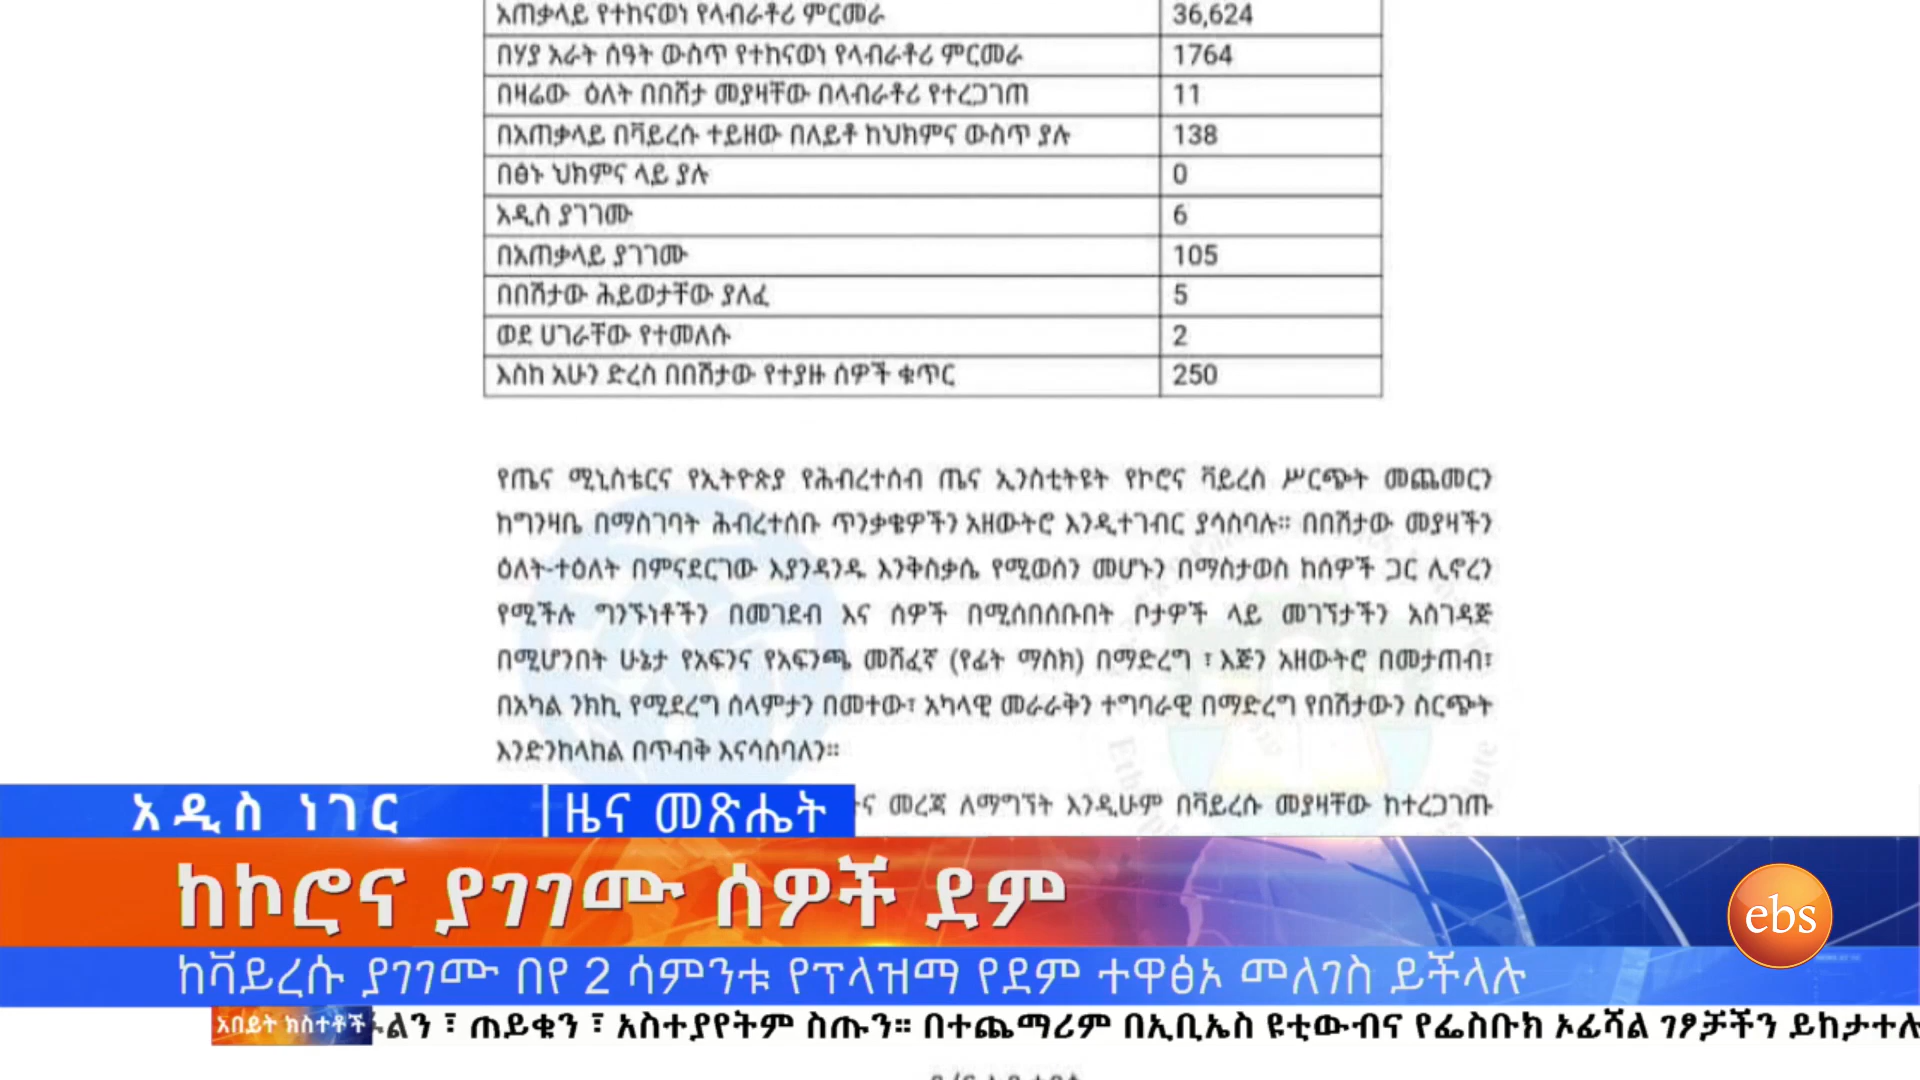 አጠቃላይ የተከናወነ የላብራቶሪ ምርመራ 36,624
በሃያ አራት ሰዓት ውስጥ የተከናወነ የላብራቶሪ ምርመራ 1764
በዛሬው ዕለት በበሽታ መያዛቸው በላብራቶሪ የተረጋገጠ 11
በአጠቃላይ በቫይረሱ ተይዘው በለይቶ ከህክምና ውስጥ ያሉ 138
በፅኑ ህክምና ላይ ያሉ 0
አዲስ ያገገሙ 6
በአጠቃላይ ያገገሙ 105
በበሽታው ሕይወታቸው ያለፈ 5
ወደ ሀገራቸው የተመለሱ 2
እስከ አሁን ድረስ በበሽታው የተያዙ ሰዎች ቁጥር 250
የጤና ሚኒስቴርና የኢትዮጵያ የሕብረተሰብ ጤና ኢንስቲትዩት የኮሮና ቫይረስ ሥርጭት መጨመርን
ከግንዛቤ በማስገባት ሕብረተሰቡ ጥንቃቄዎችን አዘውትሮ እንዲተገብር ያሳስባሉ። በበሽታው መያዛችን
ዕለት-ተዕለት በምናደርገው እያንዳንዱ እንቅስቃሴ የሚወሰን መሆኑን በማስታወስ ከሰዎች ጋር ሊኖረን
የሚችሉ ግንኙነቶችን በመገደብ እና ሰዎች በሚሰበሰቡበት ቦታዎች ላይ መገኘታችን አስገዳጅ
በሚሆንበት ሁኔታ የአፍንና የአፍንጫ መሸፈኛ (የፊት ማስክ) በማድረግ ፣ እጅን አዘውትሮ በመታጠብ፣
በአካል ንክኪ የሚደረግ ሰላምታን በመተው፣ አካላዊ መራራቅን ተግባራዊ በማድረግ የበሽታውን ስርጭት
እንድንከላከል በጥብቅ እናሳስባለን።
መረጃ ለማግኘት እንዲሁም በቫይረሱ መያዛቸው ከተረጋገጡ
አዲስ ነገር |ዜና መጽሔት
ከኮሮና ያገገሙ ሰዎች ደም
ebs
ከቫይረሱ ያገገሙ በየ 2 ሳምንቱ የፕላዝማ የደም ተዋፅኦ መለገስ ይችላሉ
አበይት ክስተቶች ፣ ጠይቁን ፣ አስተያየትም ስጡን። በተጨማሪም በኢቢኤስ ዩቲውብና የፌስቡክ ኦፊሻል ገፆቻችን ይከታተሉ